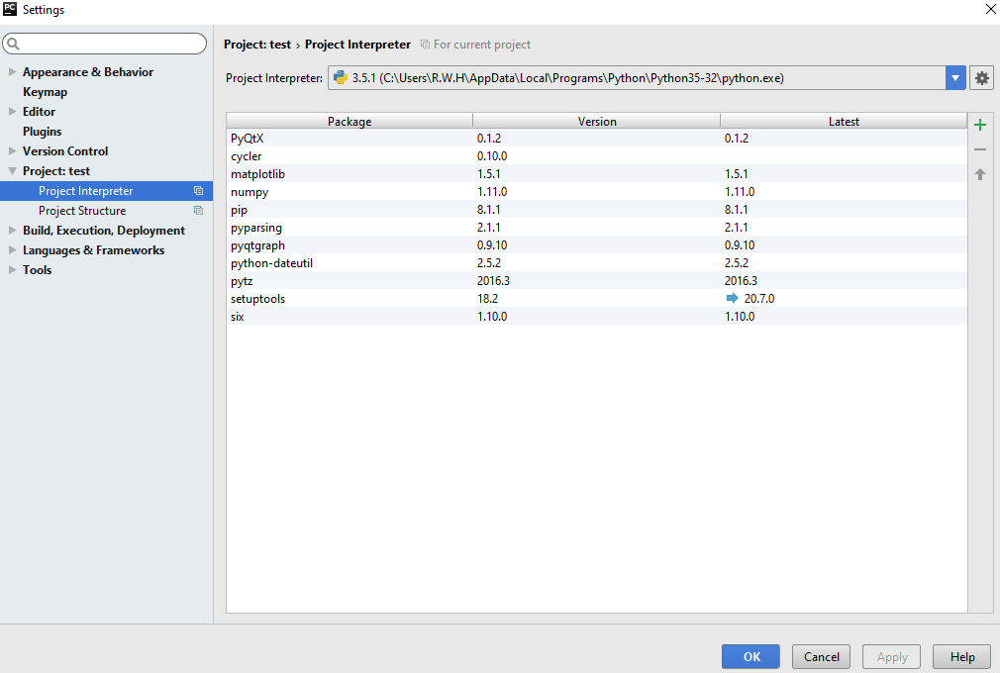 PC Settings
Project: test › Project Interpreter For current project
Appearance & Behavior
Keymap
Editor
Plugins
Version Control
Project: test
Project Interpreter
Project Structure
Build, Execution, Deployment
Languages & Frameworks
Tools
Project Interpreter: 3.5.1 (C:\Users\R.W.H\AppData\Local\Programs\Python\Python35-32\python.exe)
Package Version Latest
PyQtX 0.1.2 0.1.2
cycler 0.10.0
matplotlib 1.5.1 1.5.1
numpy 1.11.0 1.11.0
pip 8.1.1 8.1.1
pyparsing 2.1.1 2.1.1
pyqtgraph 0.9.10 0.9.10
python-dateutil 2.5.2 2.5.2
pytz 2016.3 2016.3
setuptools 18.2 20.7.0
six 1.10.0 1.10.0
OK Cancel Apply Help